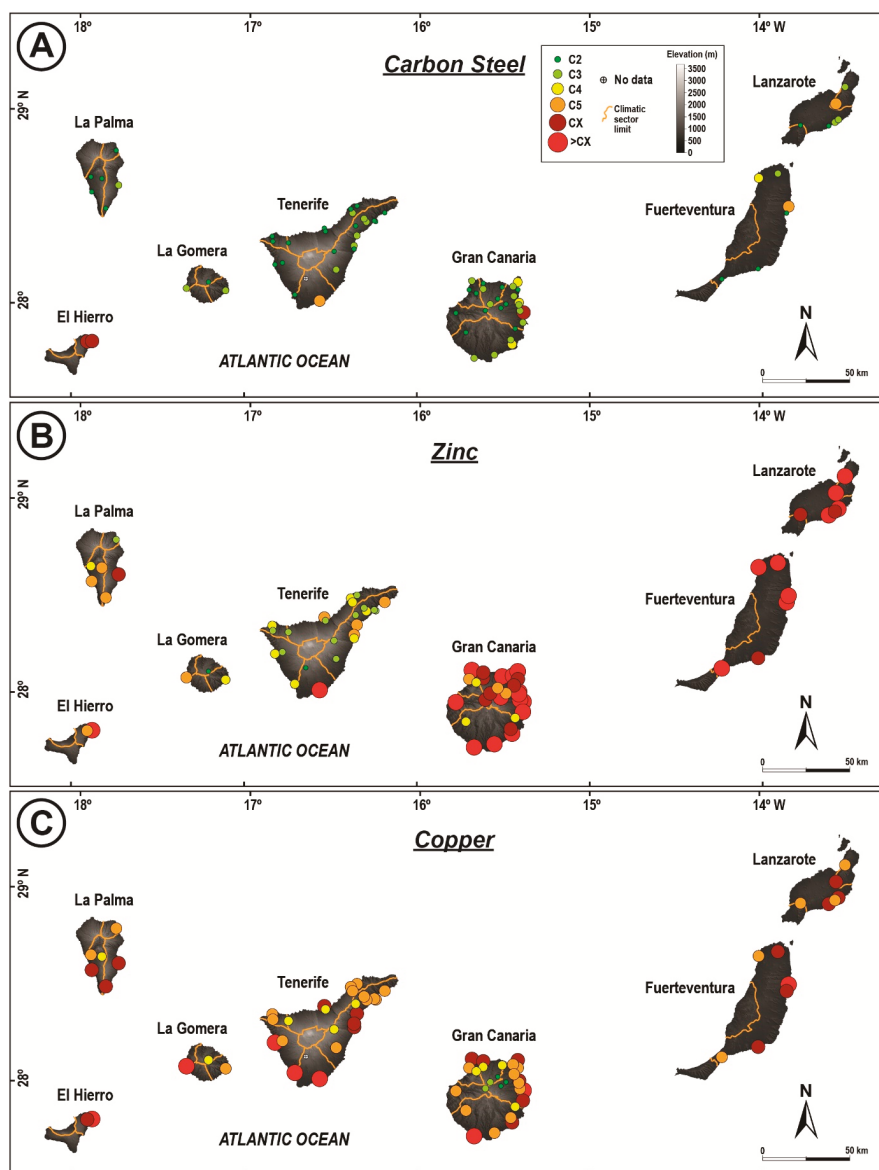 A
18º
17º
16º
15º
14º
Carbon Steel
C2
C3
C4
C5
CX
>CX
No data
Climatic
sector
limit
Elevation (m)
3500
3000
2500
2000
1500
1000
500
0
Lanzarote
29º N
La Palma
Tenerife
Fuerteventura
La Gomera
Gran Canaria
28º
El Hierro
N
ATLANTIC OCEAN
0 50 km
18º
17º
16º
15º
14º
B
Zinc
Lanzarote
29º N
La Palma
Tenerife
Fuerteventura
La Gomera
Gran Canaria
28º
El Hierro
N
ATLANTIC OCEAN
0 50 km
18º
17º
16º
15º
14º
C
Copper
Lanzarote
29º N
La Palma
Tenerife
Fuerteventura
La Gomera
Gran Canaria
28º
El Hierro
N
ATLANTIC OCEAN
0 50 km